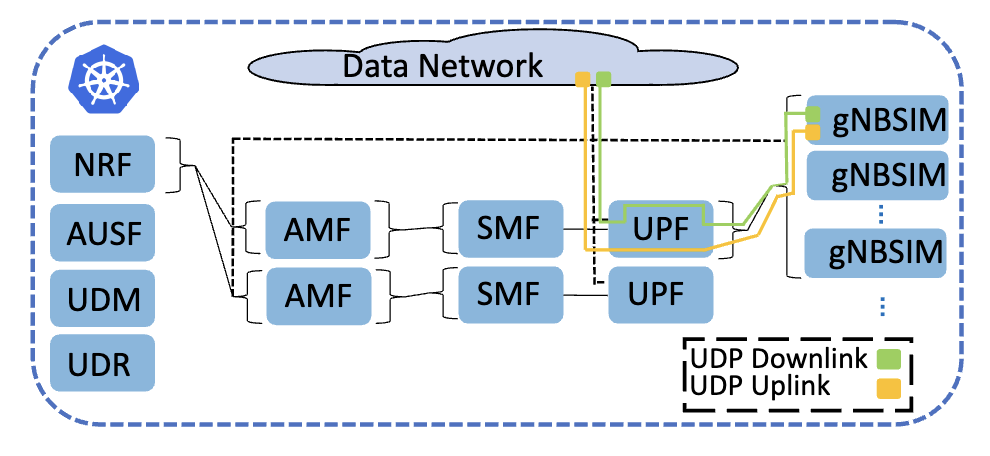 Data Network
NRF
AUSF
UDM
UDR
AMF
SMF
UPF
AMF
SMF
UPF
gNBSIM
gNBSIM
gNBSIM
UDP Downlink
UDP Uplink